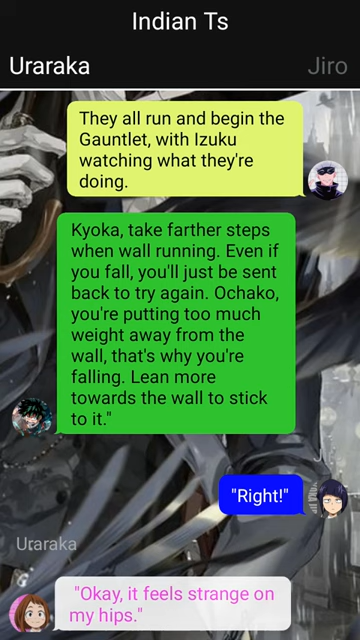 Indian Ts
Uraraka
Jiro
They all run and begin the
Gauntlet, with Izuku
watching what they're
doing.
Kyoka, take farther steps
when wall running. Even if
you fall, you'll just be sent
back to try again. Ochako,
you're putting too much
weight away from the
wall, that's why you're
falling. Lean more
towards the wall to stick
to it."
"Right!"
Uraraka
"Okay, it feels strange on
my hips."